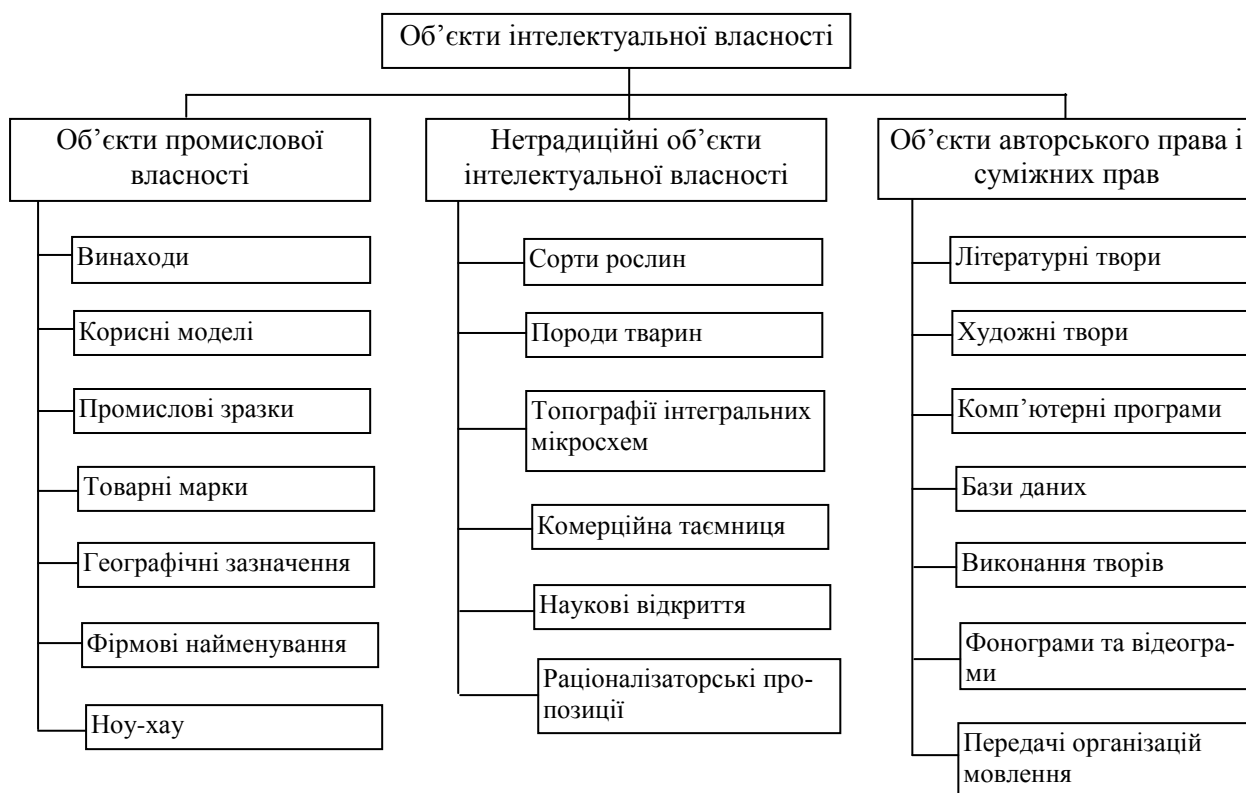 Об’єкти інтелектуальної власності
Об’єкти промислової
власності
Винаходи
Корисні моделі
Промислові зразки
Товарні марки
Географічні зазначення
Фірмові найменування
Ноу-хау
Нетрадиційні об’єкти
інтелектуальної власності
Сорти рослин
Породи тварин
Топографії інтегральних
мікросхем
Комерційна таємниця
Наукові відкриття
Раціоналізаторські про-
позиції
Об’єкти авторського права і
суміжних прав
Літературні твори
Художні твори
Комп’ютерні програми
Бази даних
Виконання творів
Фонограми та відеогра-
ми
Передачі організацій
мовлення